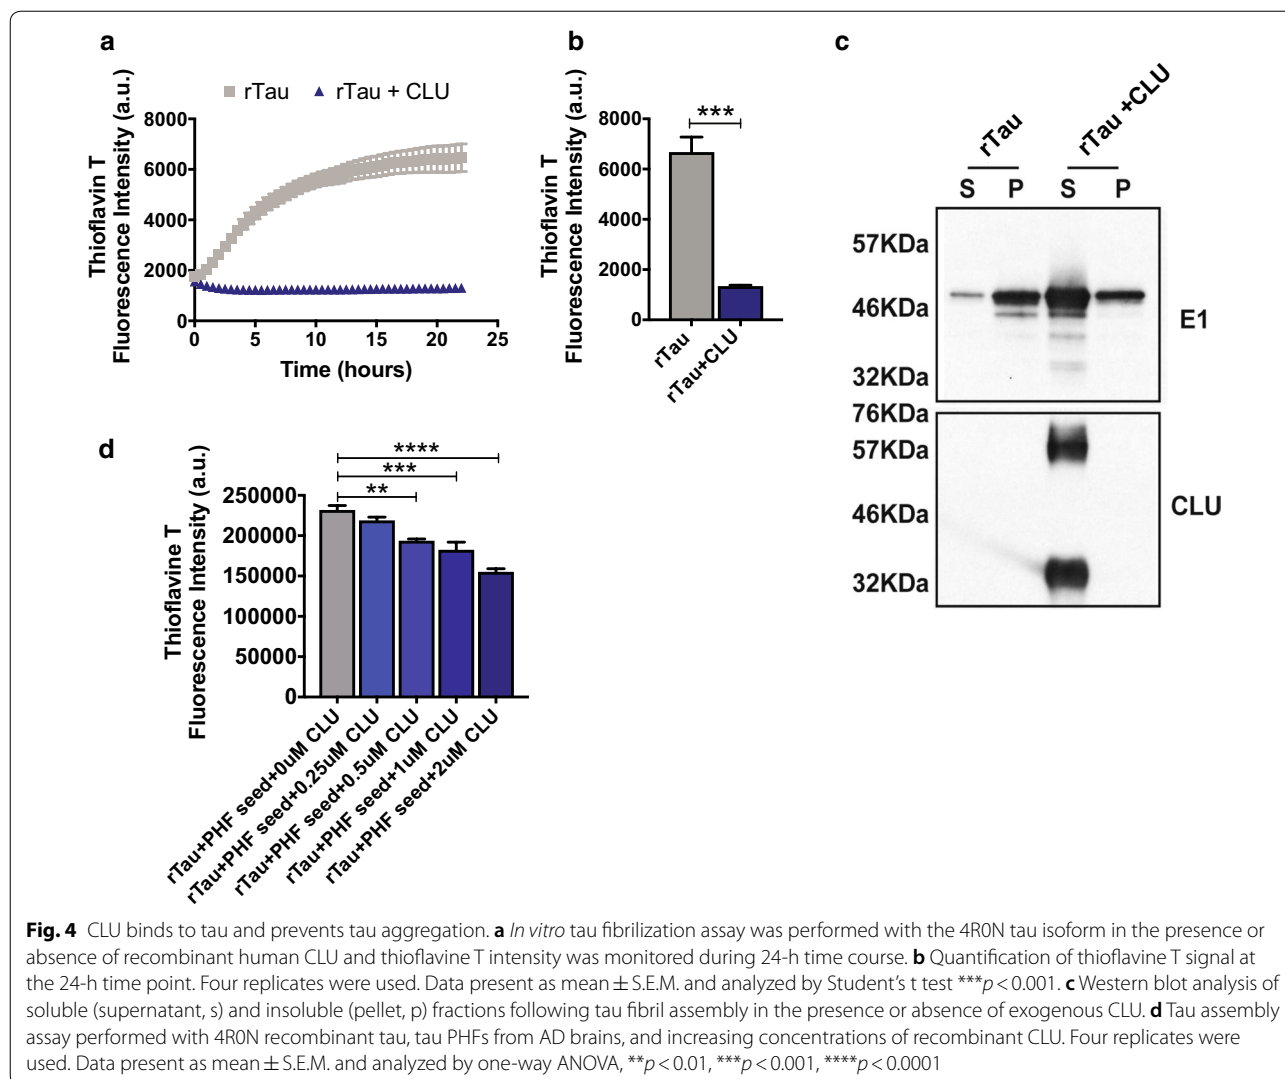 a
rTau
rTau + CLU
Thioflavin T
Fluorescence Intensity (a.u.)
8000
6000
4000
2000
0
0
5
10
15
20
25
Time (hours)
b
Thioflavin T
Fluorescence Intensity (a.u.)
8000
6000
4000
2000
0
***
rTau
rTau+CLU
c
rTau
rTau +CLU
S
P
S
P
57KDa
46KDa
32KDa
E1
76KDa
57KDa
46KDa
32KDa
CLU
d
Thioflavine T
Fluorescence Intensity (a.u.)
250000
200000
150000
100000
50000
0
****
***
**
rTau+PHF seed+0uM CLU
rTau+PHF seed+0.25uM CLU
rTau+PHF seed+0.5uM CLU
rTau+PHF seed+1uM CLU
rTau+PHF seed+2uM CLU
Fig. 4 CLU binds to tau and prevents tau aggregation. a In vitro tau fibrilization assay was performed with the 4R0N tau isoform in the presence or
absence of recombinant human CLU and thioflavine T intensity was monitored during 24-h time course. b Quantification of thioflavine T signal at
the 24-h time point. Four replicates were used. Data present as mean ± S.E.M. and analyzed by Student's t test ***p < 0.001. c Western blot analysis of
soluble (supernatant, s) and insoluble (pellet, p) fractions following tau fibril assembly in the presence or absence of exogenous CLU. d Tau assembly
assay performed with 4R0N recombinant tau, tau PHFs from AD brains, and increasing concentrations of recombinant CLU. Four replicates were
used. Data present as mean ± S.E.M. and analyzed by one-way ANOVA, **p < 0.01, ***p < 0.001, ****p < 0.0001